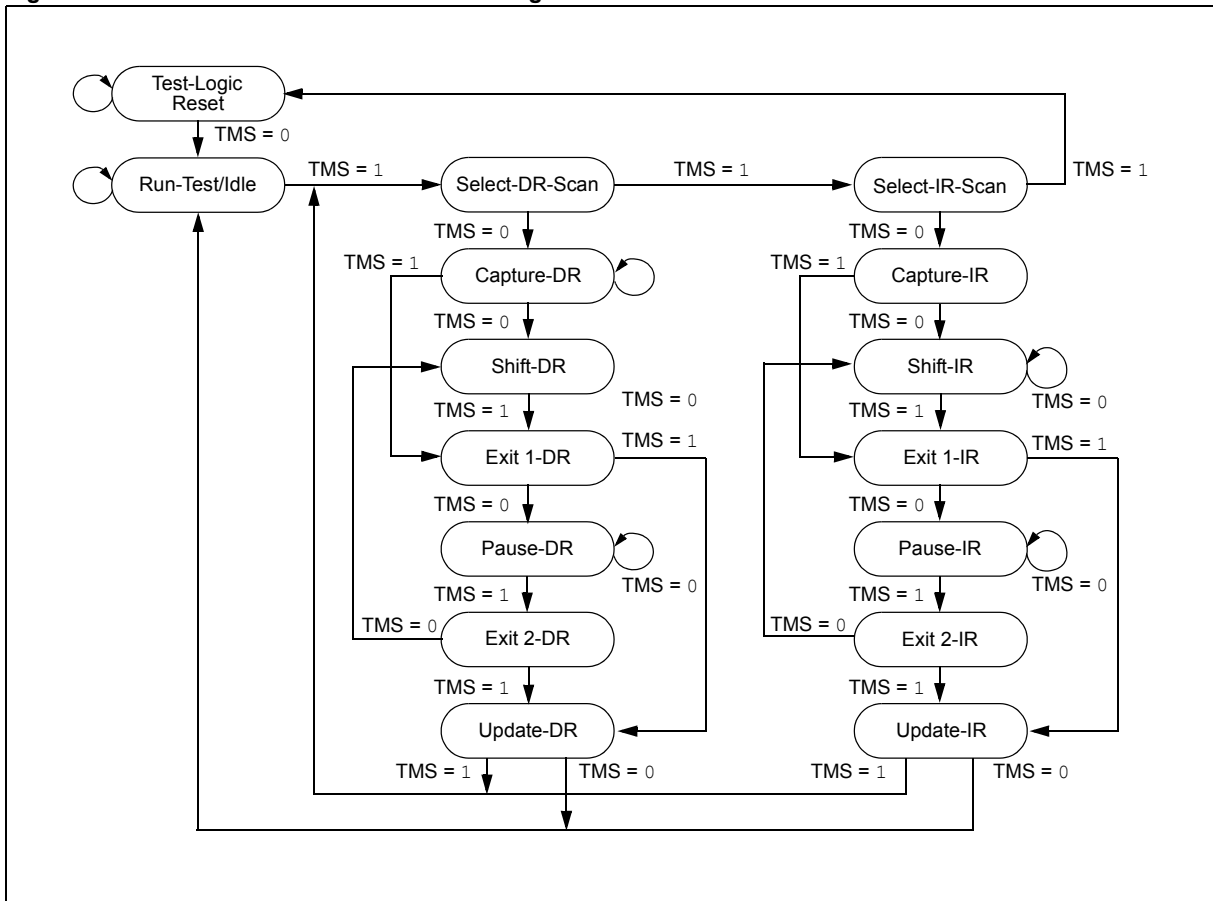 Test-Logic
Reset
TMS = 0
TMS = 1
Run-Test/Idle
TMS = 1
Select-DR-Scan
TMS = 1
Select-IR-Scan
TMS = 0
TMS = 0
TMS = 1
Capture-DR
TMS = 1
Capture-IR
TMS = 0
TMS = 0
Shift-DR
Shift-IR
TMS = 1
TMS = 0
TMS = 1
TMS = 0
Exit 1-DR
TMS = 1
Exit 1-IR
TMS = 1
TMS = 0
TMS = 0
Pause-DR
Pause-IR
TMS = 1
TMS = 0
TMS = 1
TMS = 0
TMS = 0
Exit 2-DR
TMS = 0
Exit 2-IR
TMS = 1
TMS = 1
Update-DR
Update-IR
TMS = 1
TMS = 0
TMS = 1
TMS = 0